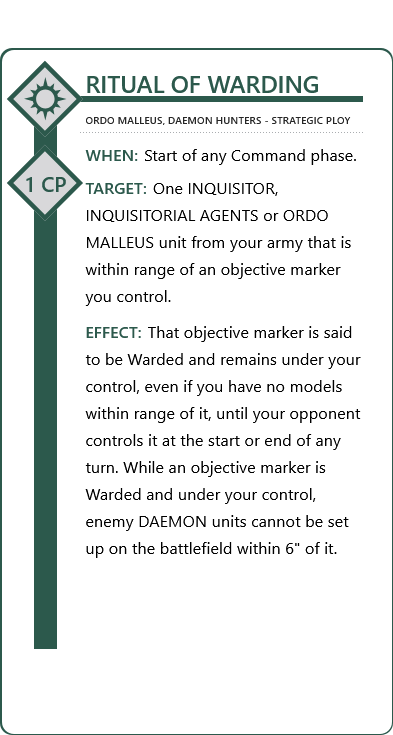 RITUAL OF WARDING
ORDO MALLEUS, DAEMON HUNTERS - STRATEGIC PLOY
WHEN: Start of any Command phase.
1 CP
TARGET: One INQUISITOR,
INQUISITORIAL AGENTS or ORDO
MALLEUS unit from your army that is
within range of an objective marker
you control.
EFFECT: That objective marker is said
to be Warded and remains under your
control, even if you have no models
within range of it, until your opponent
controls it at the start or end of any
turn. While an objective marker is
Warded and under your control,
enemy DAEMON units cannot be set
up on the battlefield within 6" of it.